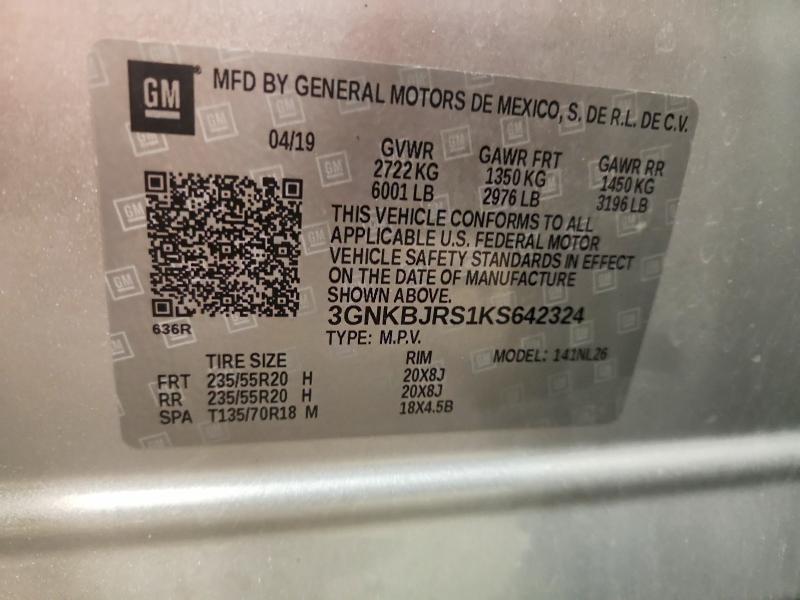 GM ® MFD BY GENERAL MOTORS DE MEXICO, S. DE R.L. DE C.V.
04/19 GVWR GAWR FRT GAWR RR
2722 KG 1350 KG 1450 KG
6001 LB 2976 LB 3196 LB
THIS VEHICLE CONFORMS TO ALL
APPLICABLE U.S. FEDERAL MOTOR
VEHICLE SAFETY STANDARDS IN EFFECT
ON THE DATE OF MANUFACTURE
SHOWN ABOVE.
3GNKBJRS1KS642324
636R
TYPE: M.P.V.
TIRE SIZE RIM MODEL: 141NL26
FRT 235/55R20 H 20X8J
RR 235/55R20 H 20X8J
SPA T135/70R18 M 18X4.5B